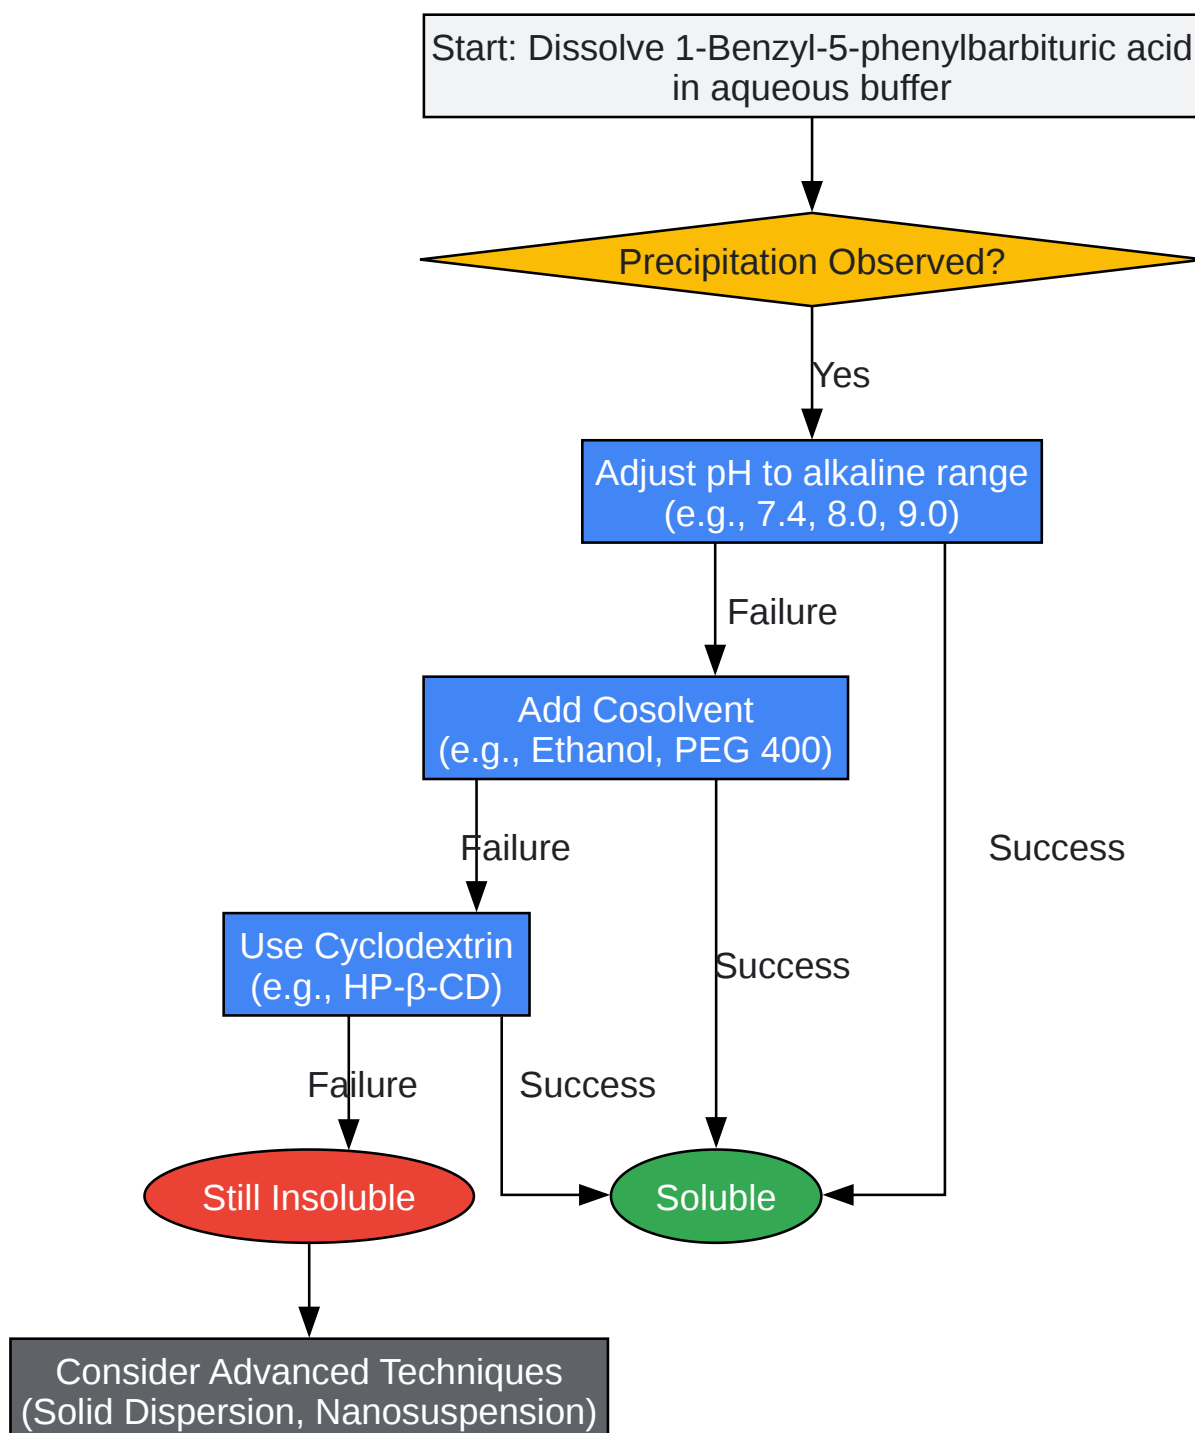 Start: Dissolve 1-Benzyl-5-phenylbarbituric acid
in aqueous buffer
Precipitation Observed?
Yes
Adjust pH to alkaline range
(e.g., 7.4, 8.0, 9.0)
Failure
Add Cosolvent
(e.g., Ethanol, PEG 400)
Failure
Success
Use Cyclodextrin
(e.g., HP-β-CD)
Success
Failure
Success
Still Insoluble
Soluble
Consider Advanced Techniques
(Solid Dispersion, Nanosuspension)